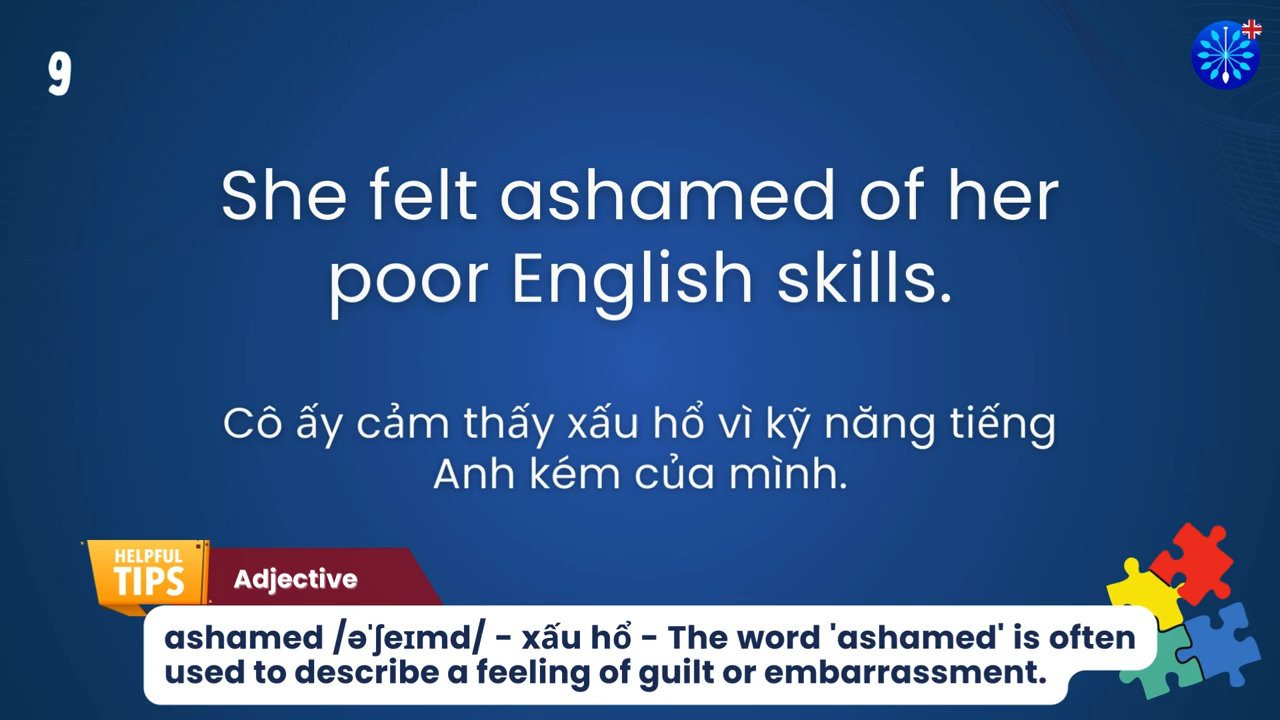 9
She felt ashamed of her
poor English skills.
Cô ấy cảm thấy xấu hổ vì kỹ năng tiếng
Anh kém của mình.
HELPFUL
TIPS
Adjective
ashamed /əˈʃeɪmd/ - xấu hổ - The word 'ashamed' is often
used to describe a feeling of guilt or embarrassment.